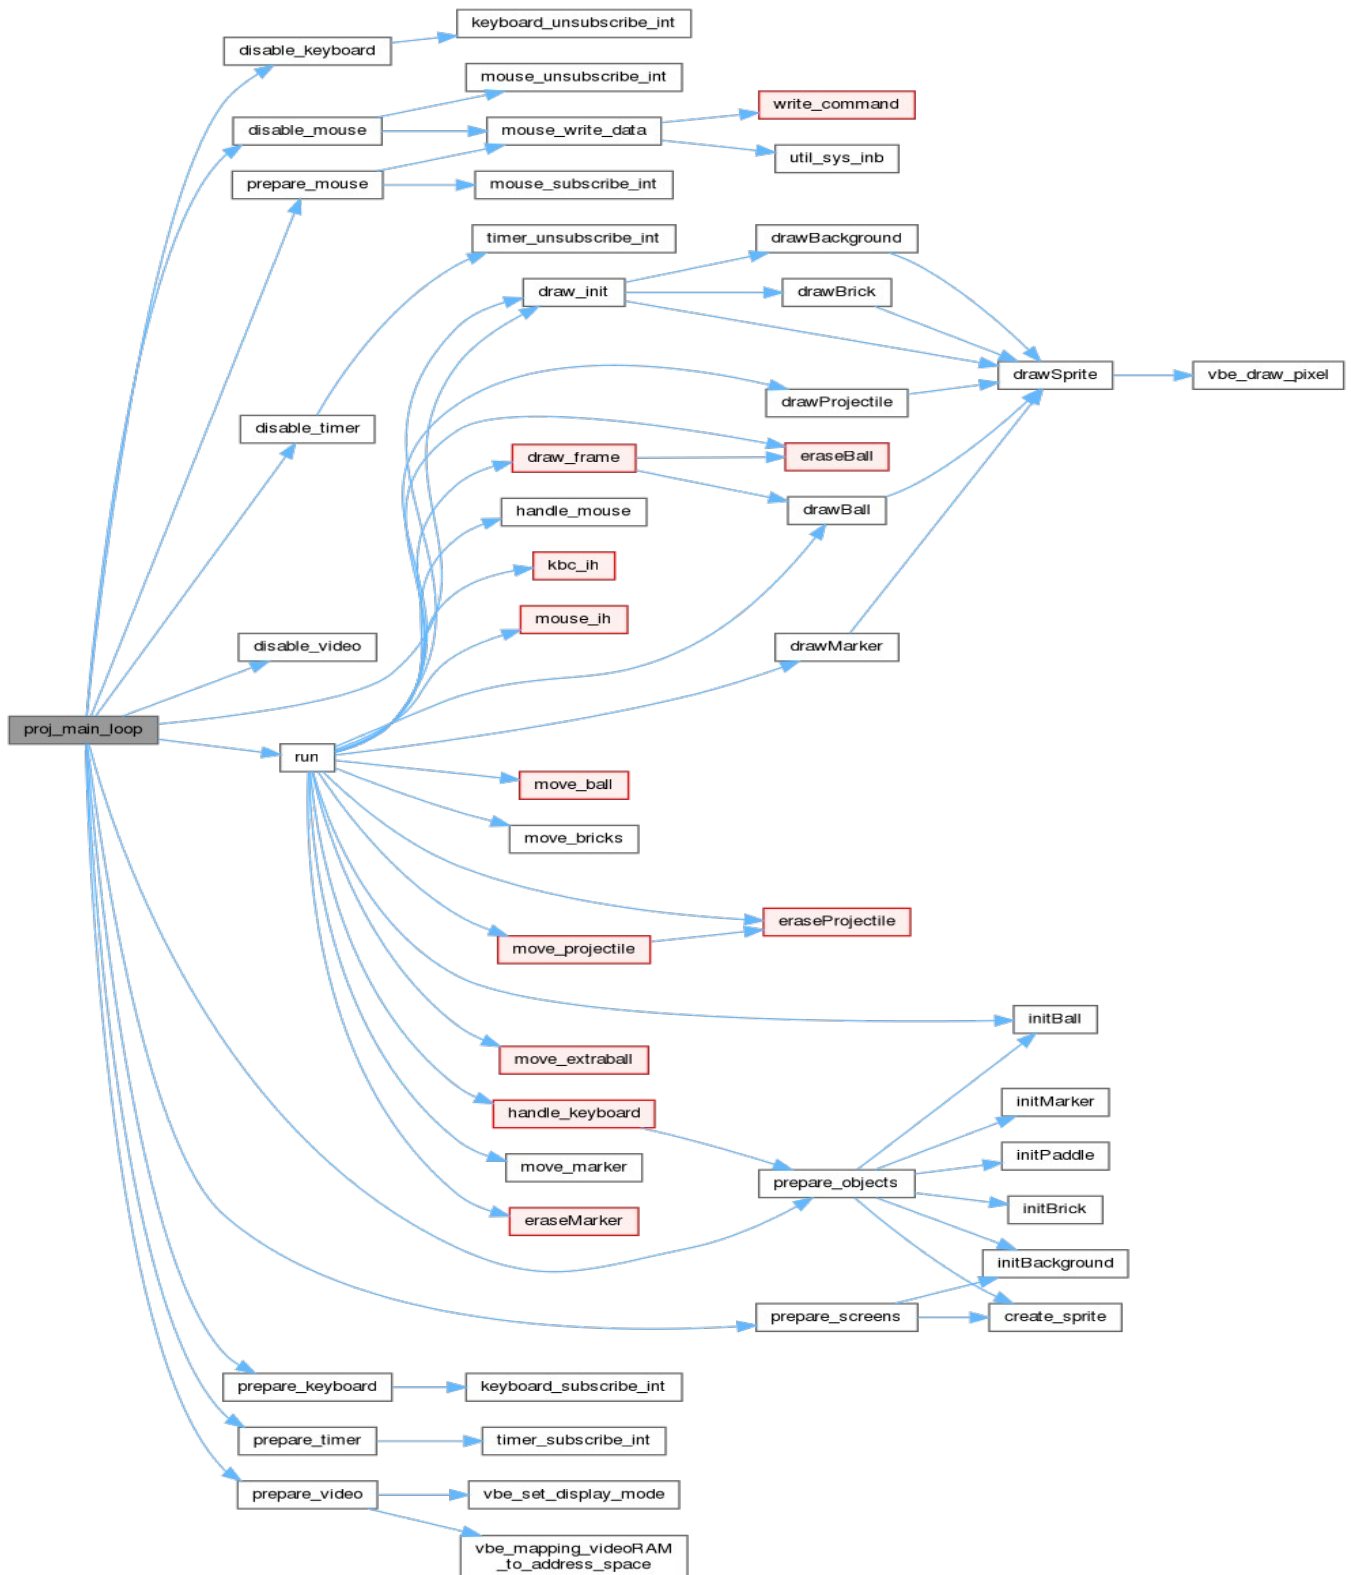 keyboard_unsubscribe_int
disable_keyboard
mouse_unsubscribe_int
write_command
disable_mouse
mouse_write_data
util_sys_inb
prepare_mouse
mouse_subscribe_int
timer_unsubscribe_int
drawBackground
draw_init
drawBrick
drawSprite
vbe_draw_pixel
drawProjectile
disable_timer
draw_frame
eraseBall
handle_mouse
drawBall
kbc_ih
mouse_ih
disable_video
drawMarker
proj_main_loop
run
move_ball
move_bricks
eraseProjectile
move_projectile
initBall
move_extraball
initMarker
handle_keyboard
initPaddle
move_marker
prepare_objects
initBrick
eraseMarker
initBackground
prepare_screens
create_sprite
prepare_keyboard
keyboard_subscribe_int
prepare_timer
timer_subscribe_int
prepare_video
vbe_set_display_mode
vbe_mapping_videoRAM
_to_address_space